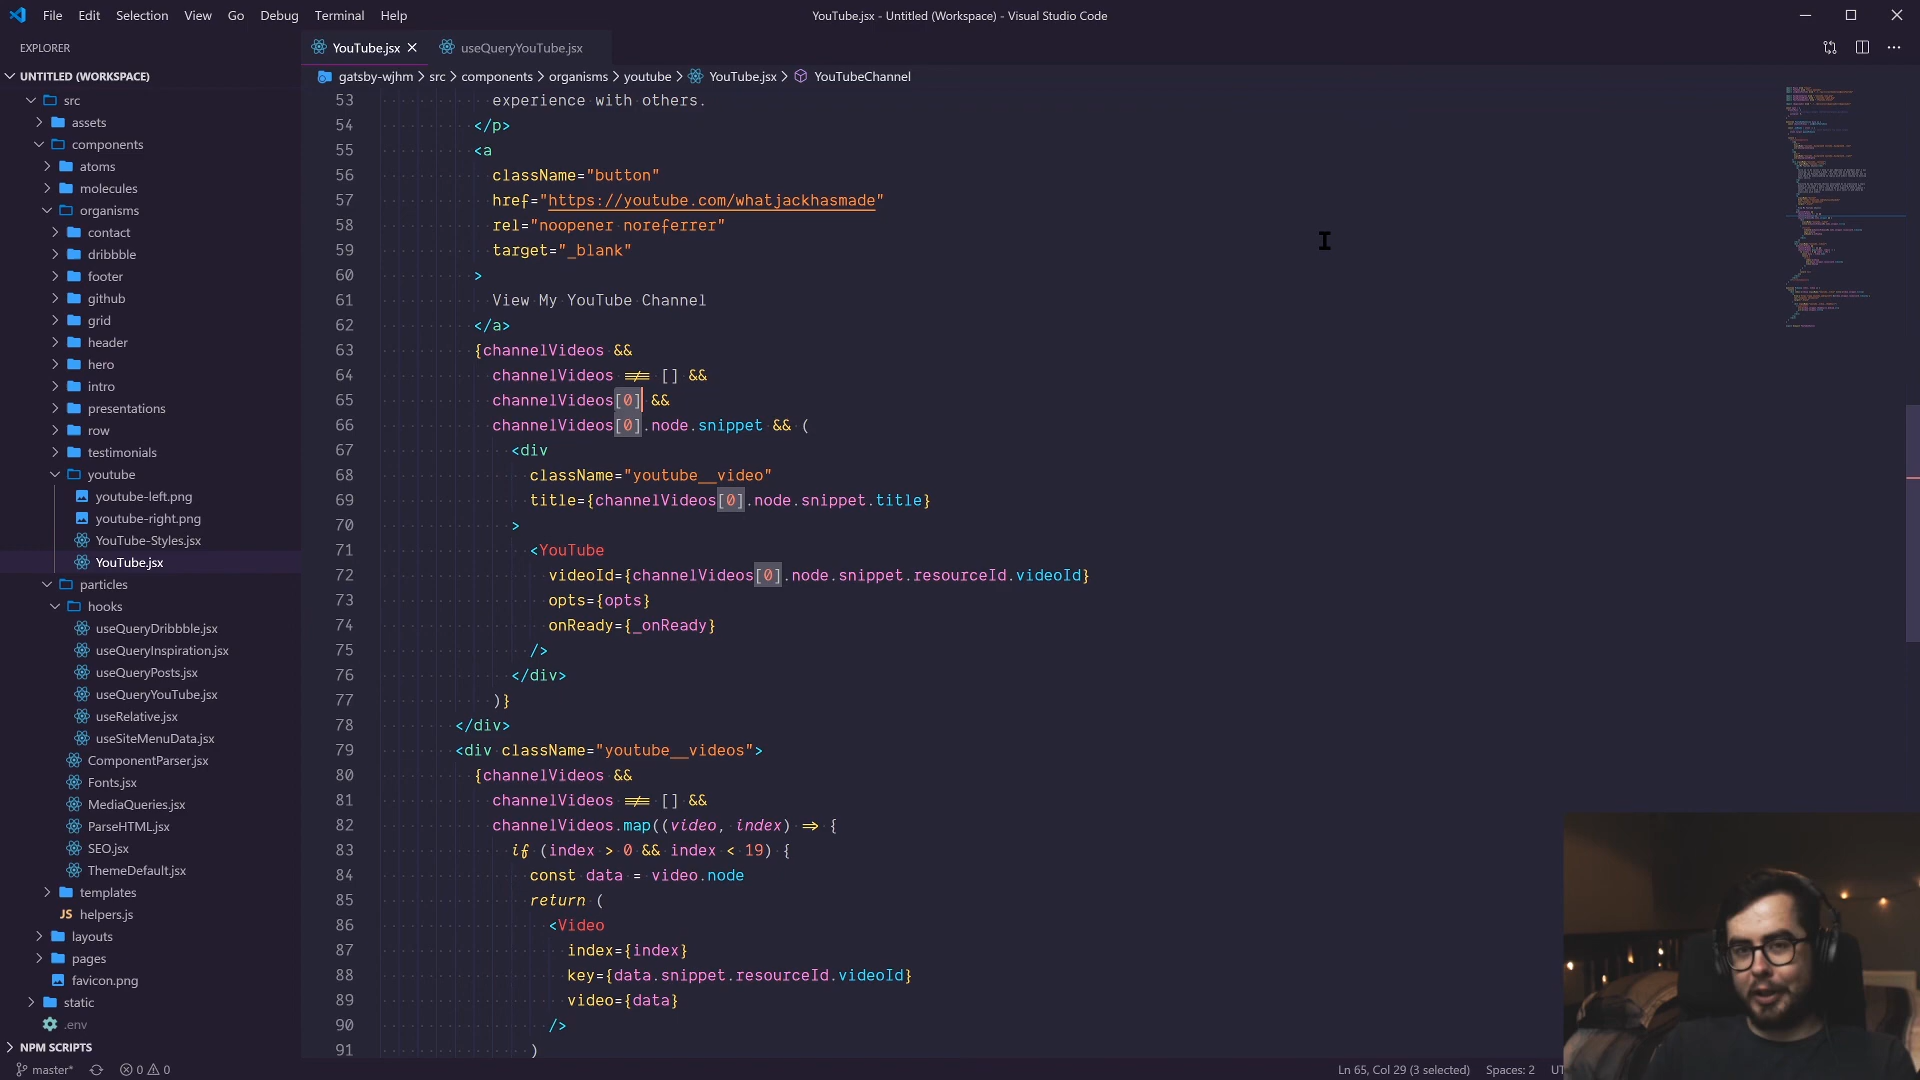 File Edit Selection View Go Debug Terminal Help
YouTube.jsx - Untitled (Workspace) - Visual Studio Code
EXPLORER
YouTube.jsx
useQueryYouTube.jsx
UNTITLED (WORKSPACE)
gatsby-wjhm > src > components > organisms > youtube > YouTube.jsx > YouTubeChannel
src
assets
components
atoms
molecules
organisms
contact
dribbble
footer
github
grid
header
hero
intro
presentations
row
testimonials
youtube
youtube-left.png
youtube-right.png
YouTube-Styles.jsx
YouTube.jsx
particles
hooks
useQueryDribbble.jsx
useQueryInspiration.jsx
useQueryPosts.jsx
useQueryYouTube.jsx
useRelative.jsx
useSiteMenuData.jsx
ComponentParser.jsx
Fonts.jsx
MediaQueries.jsx
ParseHTML.jsx
SEO.jsx
ThemeDefault.jsx
templates
JS helpers.js
layouts
pages
favicon.png
static
.env
NPM SCRIPTS
53 experience with others.
54 </p>
55 <a
56 className="button"
57 href="https://youtube.com/whatjackhasmade"
58 rel="noopener noreferrer"
59 target="_blank"
60 >
61 View My YouTube Channel
62 </a>
63 {channelVideos &&
64 channelVideos !== [] &&
65 channelVideos[0] &&
66 channelVideos[0].node.snippet && (
67 <div
68 className="youtube__video"
69 title={channelVideos[0].node.snippet.title}
70 >
71 <YouTube
72 videoId={channelVideos[0].node.snippet.resourceId.videoId}
73 opts={opts}
74 onReady={_onReady}
75 />
76 </div>
77 )}
78 </div>
79 <div className="youtube__videos">
80 {channelVideos &&
81 channelVideos !== [] &&
82 channelVideos.map((video, index) => {
83 if (index > 0 && index < 19) {
84 const data = video.node
85 return (
86 <Video
87 index={index}
88 key={data.snippet.resourceId.videoId}
89 video={data}
90 />
91 )
master* 0 0
Ln 65, Col 29 (3 selected) Spaces: 2